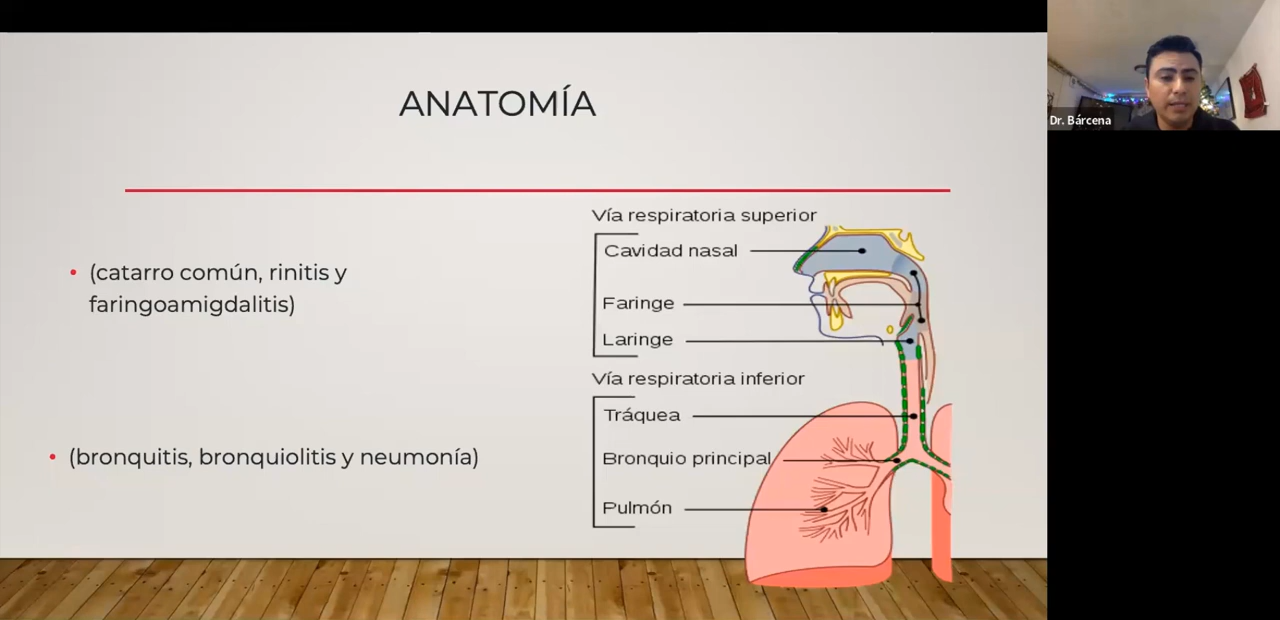 ANATOMÍA
• (catarro común, rinitis y
faringoamigdalitis)
• (bronquitis, bronquiolitis y neumonía)
Vía respiratoria superior
Cavidad nasal
Faringe
Laringe
Vía respiratoria inferior
Tráquea
Bronquio principal
Pulmón
Dr. Bárcena